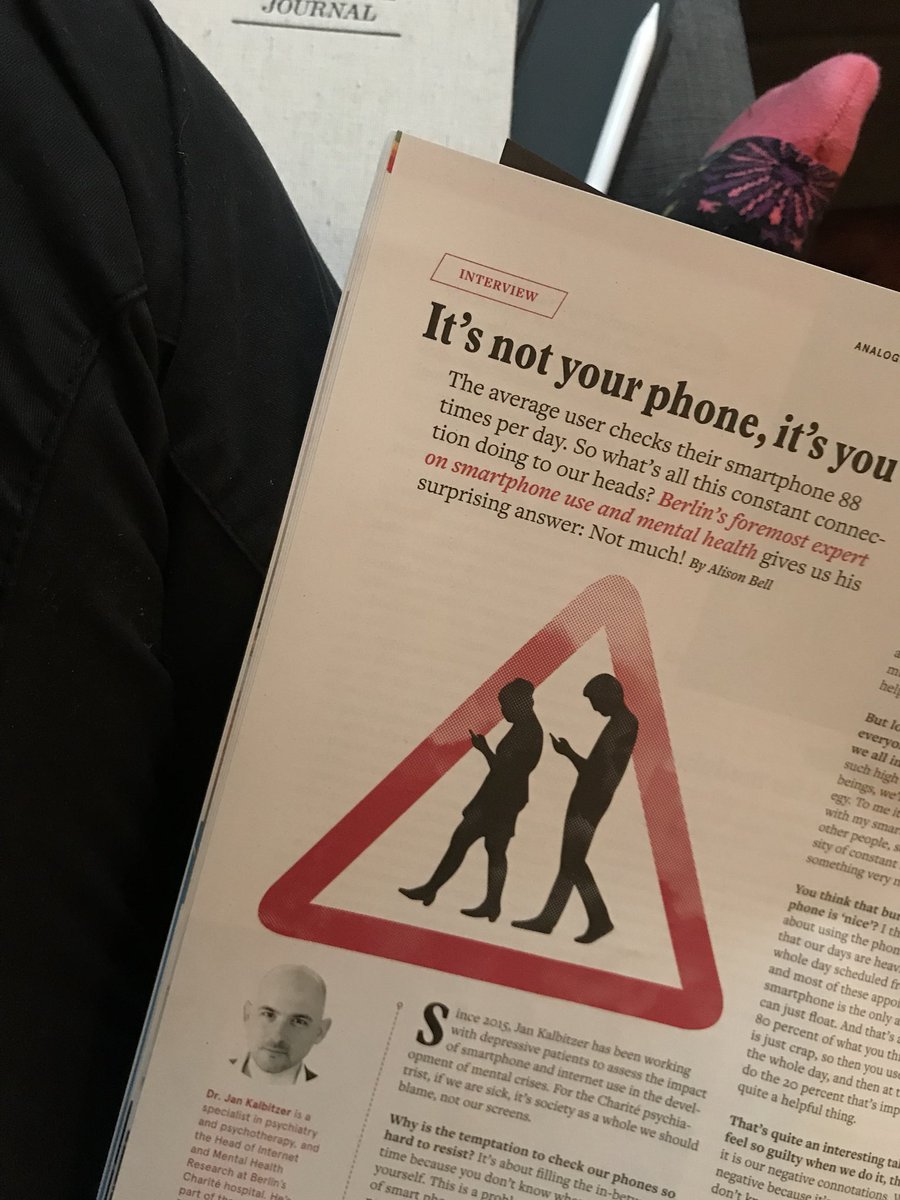 JOURNAL
INTERVIEW
ANALOG
It's not your phone, it's you
The average user checks their smartphone 88
times per day. So what's all this constant connec-
tion doing to our heads? Berlin's foremost expert
on smartphone use and mental health gives us his
surprising answer: Not much! By Alison Bell
Dr. Jan Kalbitzer is a
specialist in psychiatry
and psychotherapy, and
the Head of Internet
and Mental Health
Research at Berlin's
Charité hospital. He's
part of the
Since 2015, Jan Kalbitzer has been working
with depressive patients to assess the impact
of smartphone and internet use in the devel-
opment of mental crises. For the Charité psychia-
trist, if we are sick, it's society as a whole we should
blame, not our screens.
Why is the temptation to check our phones so
hard to resist? It's about filling the in-
time because you don't know
yourself. This is a
of smart
But
everyo
we all in
such high
beings, we'
egy. To me it
with my smar
other people, s
sity of constant
something very
You think that bur
phone is 'nice'? I th
about using the phon
that our days are heav
whole day scheduled fr
and most of these appo
smartphone is the only a
can just float. And that's a
80 percent of what you th
is just crap, so then you use
the whole day, and then at t
do the 20 percent that's imp
quite a helpful thing.
That's quite an interesting ta
feel so guilty when we do it, th
it is our negative connotations.
negative because
don't